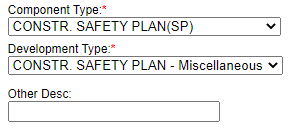 Component Type:*
CONSTR. SAFETY PLAN(SP)
Development Type:*
CONSTR. SAFETY PLAN - Miscellaneous
Other Desc: